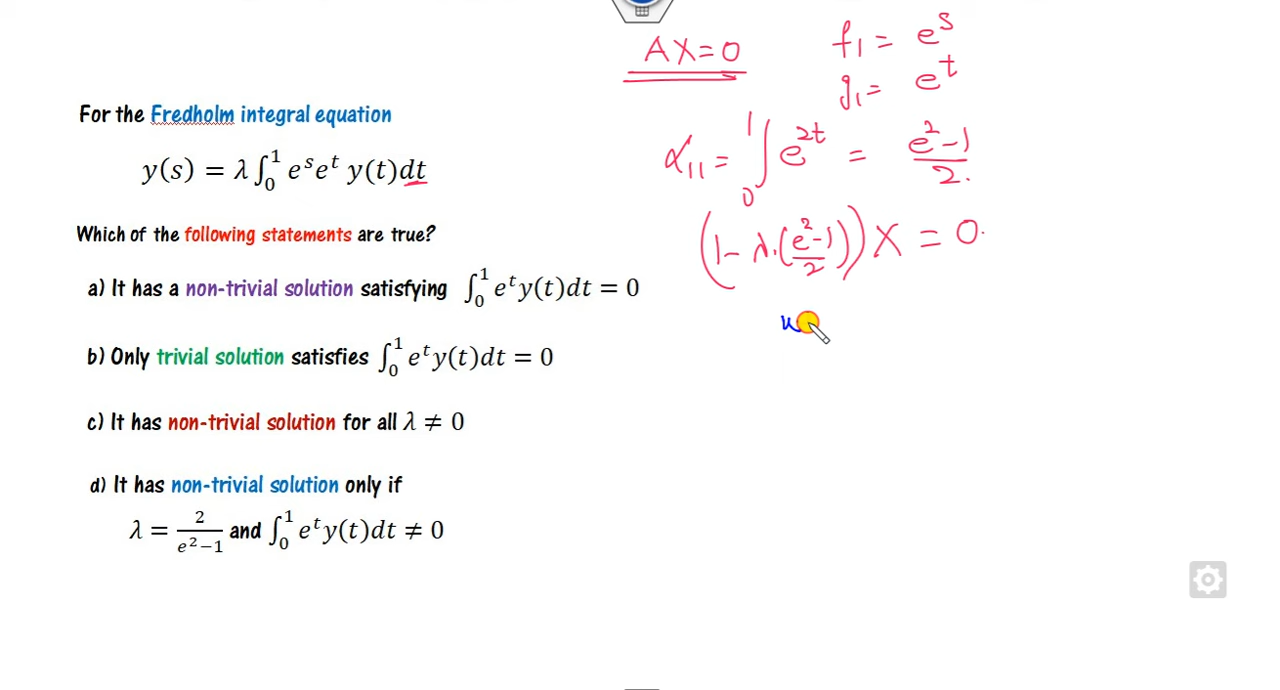 For the Fredholm integral equation
y(s) = λ ∫₀¹ eˢeᵗ y(t)dt
Which of the following statements are true?
a) It has a non-trivial solution satisfying ∫₀¹ eᵗy(t)dt = 0
b) Only trivial solution satisfies ∫₀¹ eᵗy(t)dt = 0
c) It has non-trivial solution for all λ ≠ 0
d) It has non-trivial solution only if
λ = 2/(e²−1) and ∫₀¹ eᵗy(t)dt ≠ 0
AX=0
f₁ = eˢ
g₁= eᵗ
α₁₁ = ∫₀¹ e²ᵗ = (e²-1)/2.
(1- λ.((e²-1)/2)) X = 0.